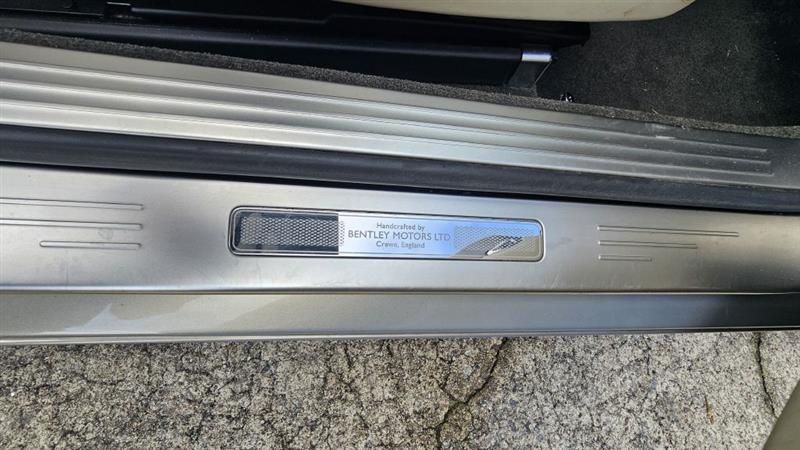 Handcrafted by
BENTLEY MOTORS LTD
Crewe, England